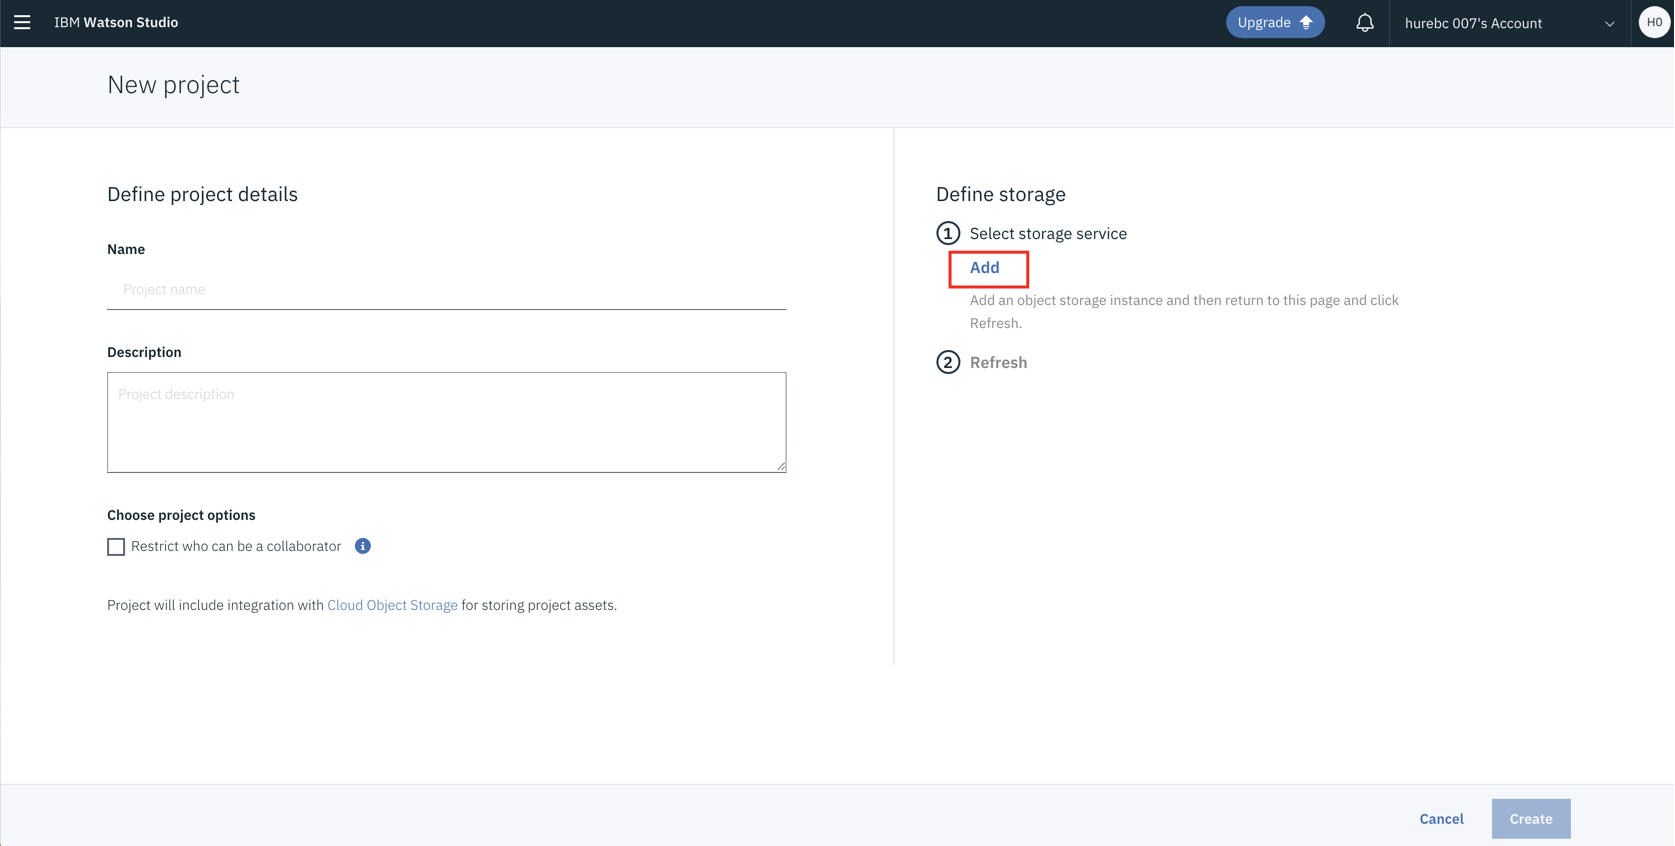 IBM Watson Studio
Upgrade
hurebc 007's Account
H0
New project
Define project details
Name
Project name
Description
Project description
Choose project options
Restrict who can be a collaborator
i
Project will include integration with Cloud Object Storage for storing project assets.
Define storage
1 Select storage service
Add
Add an object storage instance and then return to this page and click
Refresh.
2 Refresh
Cancel
Create